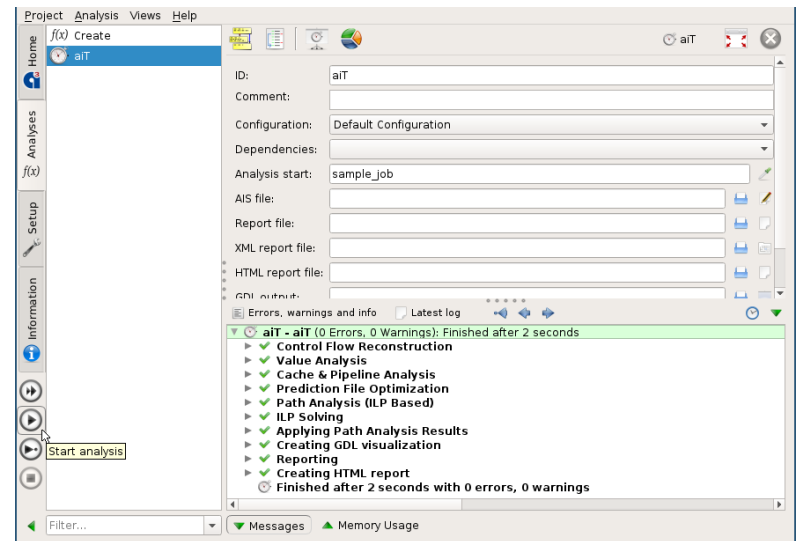 Project Analysis Views Help
Home
Analyses
f(x)
Setup
Information
f(x) Create
aiT
aiT
ID: aiT
Comment:
Configuration: Default Configuration
Dependencies:
Analysis start: sample_job
AIS file:
Report file:
XML report file:
HTML report file:
GDL output:
Errors, warnings and info Latest log
aiT - aiT (0 Errors, 0 Warnings): Finished after 2 seconds
Control Flow Reconstruction
Value Analysis
Cache & Pipeline Analysis
Prediction File Optimization
Path Analysis (ILP Based)
ILP Solving
Applying Path Analysis Results
Creating GDL visualization
Reporting
Creating HTML report
Finished after 2 seconds with 0 errors, 0 warnings
Start analysis
Filter...
Messages Memory Usage